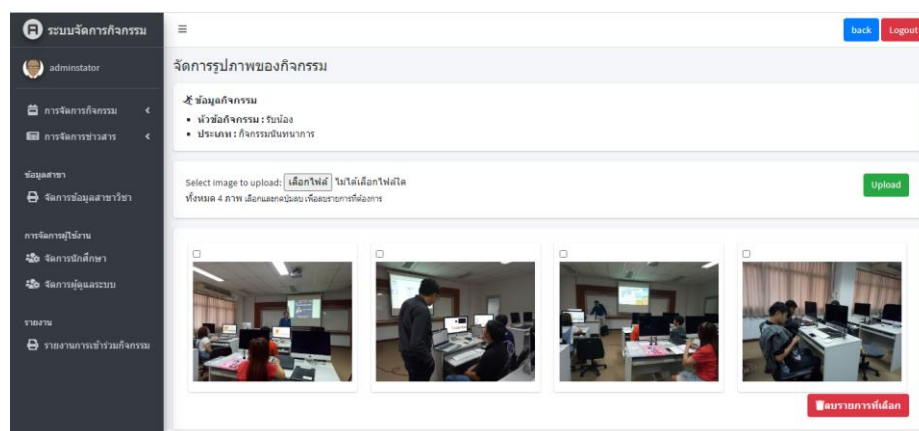 ระบบจัดการกิจกรรม
back
Logout
adminstator
จัดการรูปภาพของกิจกรรม
ข้อมูลกิจกรรม
หัวข้อกิจกรรม : รับน้อง
ประเภท : กิจกรรมนันทนาการ
การจัดการกิจกรรม
การจัดการข่าวสาร
ข้อมูลสาขา
จัดการข้อมูลสาขาวิชา
การจัดการผู้ใช้งาน
จัดการนักศึกษา
จัดการผู้ดูแลระบบ
รายงาน
รายงานการเข้าร่วมกิจกรรม
Select image to upload: เลือกไฟล์ ไม่ได้เลือกไฟล์ใด
Upload
ทั้งหมด 4 ภาพ เลือกและกดปุ่มลบ เพื่อลบรายการที่ต้องการ
ลบรายการที่เลือก